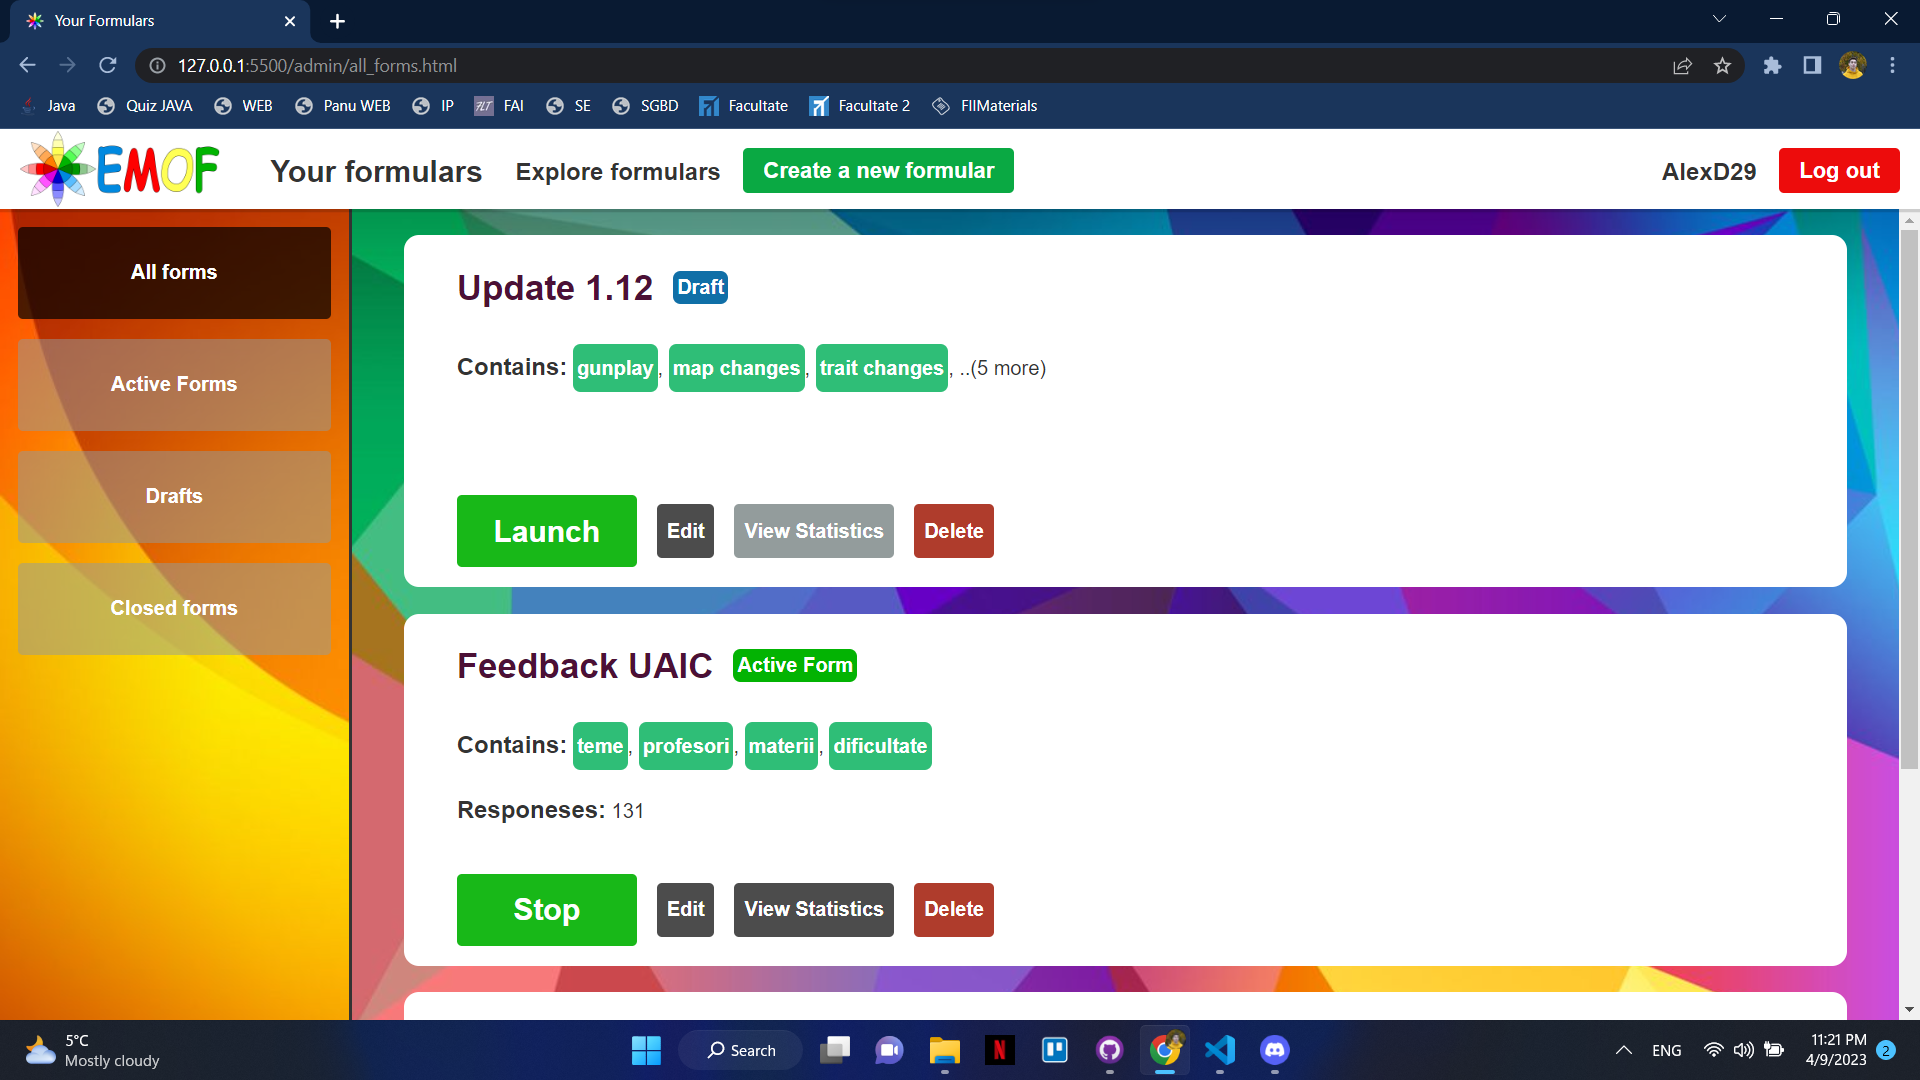 Your Formulars
127.0.0.1:5500/admin/all_forms.html
Java Quiz JAVA WEB Panu WEB IP FAI SE SGBD Facultate Facultate 2 FIIMaterials
EMOF Your formulars Explore formulars Create a new formular AlexD29 Log out
All forms
Active Forms
Drafts
Closed forms
Update 1.12 Draft
Contains: gunplay, map changes, trait changes, ..(5 more)
Launch Edit View Statistics Delete
Feedback UAIC Active Form
Contains: teme, profesori, materii, dificultate
Responeses: 131
Stop Edit View Statistics Delete
5°C
Mostly cloudy
Search
ENG
11:21 PM
4/9/2023
2